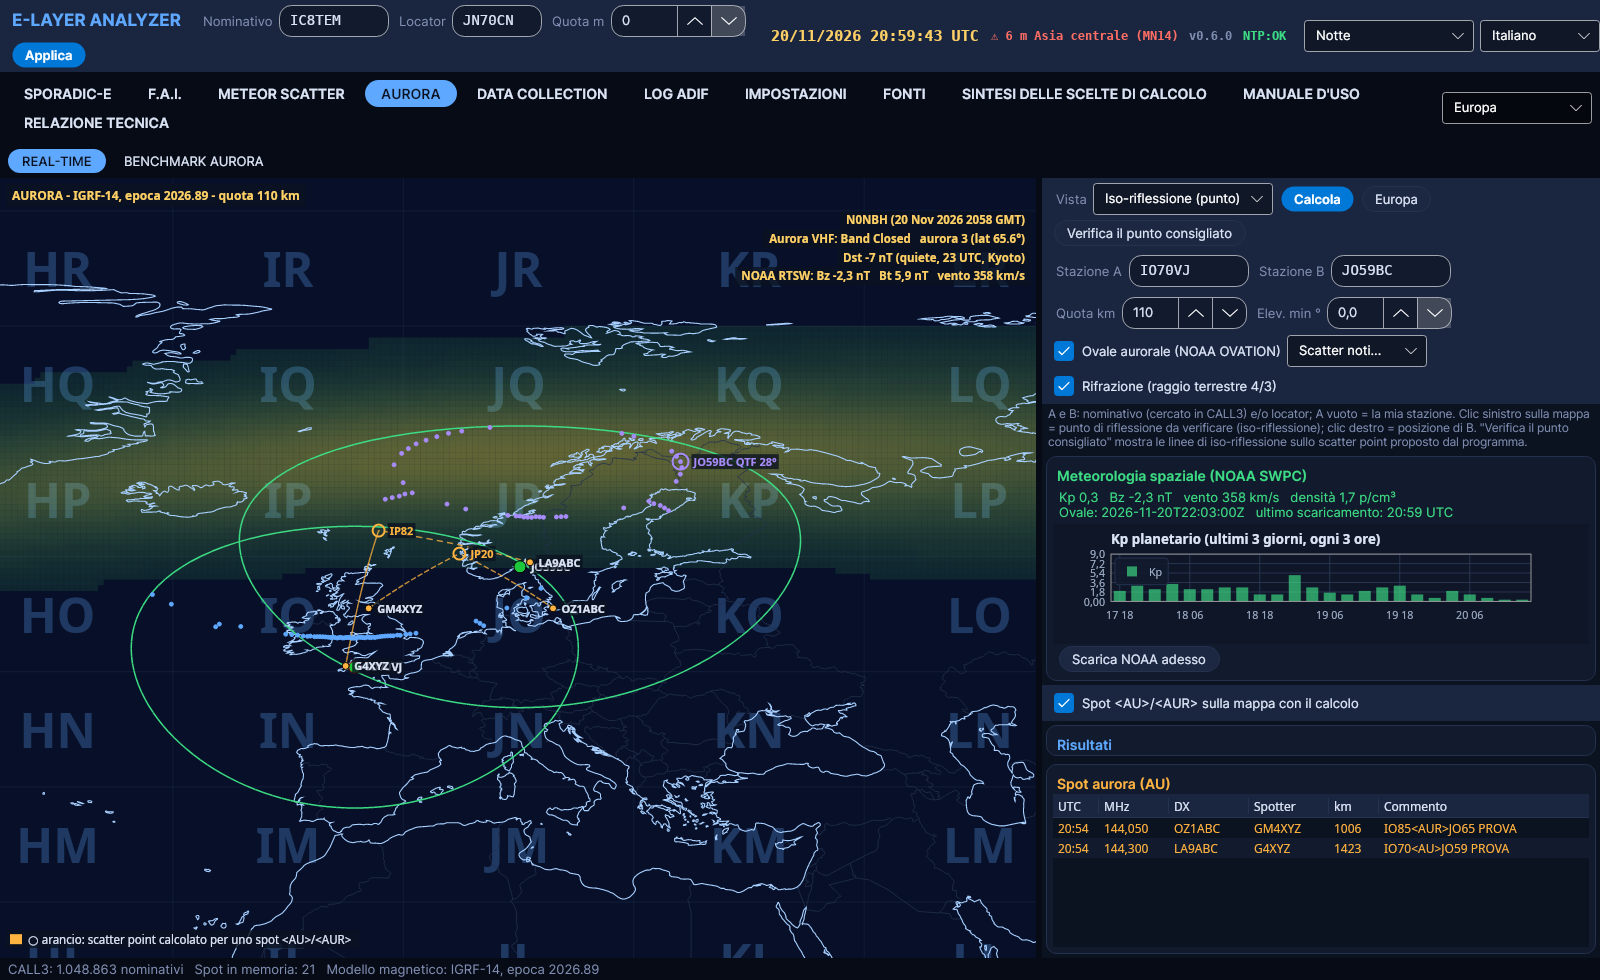 E-LAYER ANALYZER
Nominativo IC8TEM Locator JN70CN Quota m 0
20/11/2026 20:59:43 UTC ⚠ 6 m Asia centrale (MN14) v0.6.0 NTP:OK
Notte
Italiano
Applica
SPORADIC-E F.A.I. METEOR SCATTER AURORA DATA COLLECTION LOG ADIF IMPOSTAZIONI FONTI SINTESI DELLE SCELTE DI CALCOLO MANUALE D'USO
RELAZIONE TECNICA
Europa
REAL-TIME BENCHMARK AURORA
AURORA - IGRF-14, epoca 2026.89 - quota 110 km
N0NBH (20 Nov 2026 2058 GMT)
Aurora VHF: Band Closed aurora 3 (lat 65.6°)
Dst -7 nT (quiete, 23 UTC, Kyoto)
NOAA RTSW: Bz -2,3 nT Bt 5,9 nT vento 358 km/s
HR IR JR KR
HQ IQ JQ KQ LQ
JO59BC QTF 28°
HP IP JP KP LP
IP82
JP20
LA9ABC
GM4XYZ
OZ1ABC
HO IO JO KO LO
G4XYZ VJ
HN IN JN KN LN
HM IM JM KM LM
arancio: scatter point calcolato per uno spot <AU>/<AUR>
Vista Iso-riflessione (punto) Calcola Europa
Verifica il punto consigliato
Stazione A IO70VJ Stazione B JO59BC
Quota km 110 Elev. min ° 0,0
Ovale aurorale (NOAA OVATION) Scatter noti...
Rifrazione (raggio terrestre 4/3)
A e B: nominativo (cercato in CALL3) e/o locator; A vuoto = la mia stazione. Clic sinistro sulla mappa
= punto di riflessione da verificare (iso-riflessione); clic destro = posizione di B. "Verifica il punto
consigliato" mostra le linee di iso-riflessione sullo scatter point proposto dal programma.
Meteorologia spaziale (NOAA SWPC)
Kp 0,3 Bz -2,3 nT vento 358 km/s densità 1,7 p/cm³
Ovale: 2026-11-20T22:03:00Z ultimo scaricamento: 20:59 UTC
Kp planetario (ultimi 3 giorni, ogni 3 ore)
9,0
7,2
5,4
3,6
1,8
0,00
Kp
17 18 18 06 18 18 19 06 19 18 20 06
Scarica NOAA adesso
Spot <AU>/<AUR> sulla mappa con il calcolo
Risultati
Spot aurora (AU)
UTC MHz DX Spotter km Commento
20:54 144,050 OZ1ABC GM4XYZ 1006 IO85<AUR>JO65 PROVA
20:54 144,300 LA9ABC G4XYZ 1423 IO70<AU>JO59 PROVA
CALL3: 1.048.863 nominativi Spot in memoria: 21 Modello magnetico: IGRF-14, epoca 2026.89